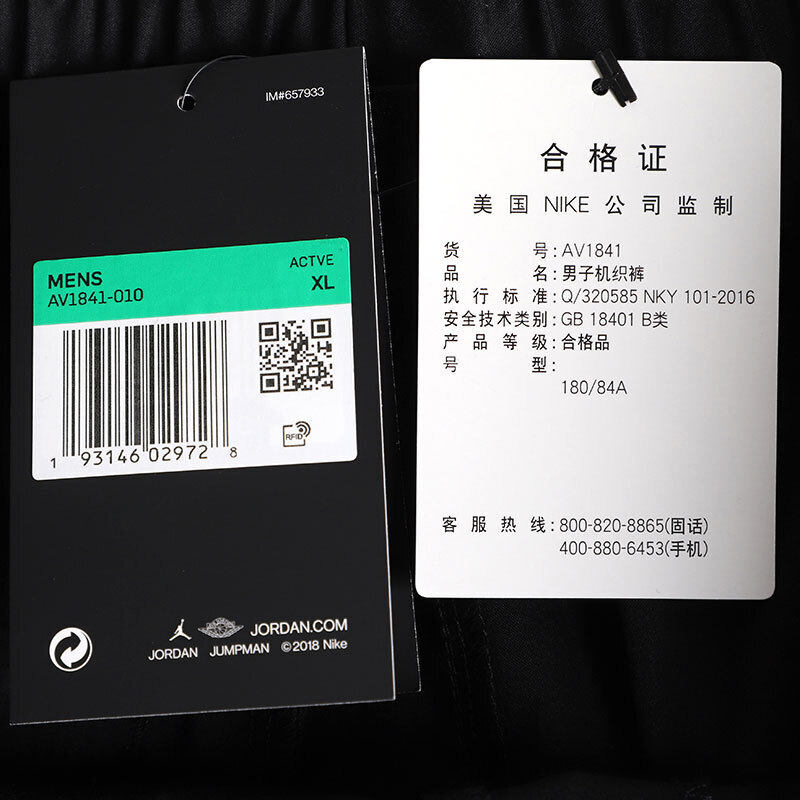 IM#657933
MENS
AV1841-010
ACTVE
XL
RFID
1 93146 02972 8
JORDAN.COM
JORDAN JUMPMAN ©2018 Nike
合格证
美国 NIKE 公司监制
货号:AV1841
品名:男子机织裤
执行标准:Q/320585 NKY 101-2016
安全技术类别:GB 18401 B类
产品等级:合格品
号型:
180/84A
客服热线:800-820-8865(固话)
400-880-6453(手机)